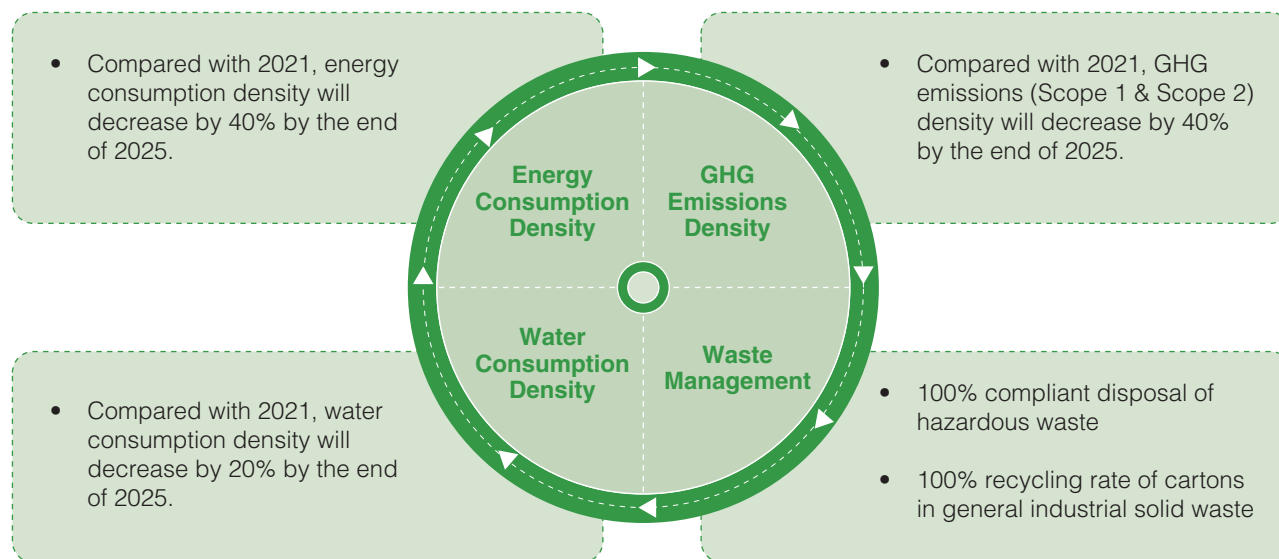 • Compared with 2021, energy
consumption density will
decrease by 40% by the end
of 2025.
• Compared with 2021, GHG
emissions (Scope 1 & Scope 2)
density will decrease by 40%
by the end of 2025.
Energy
Consumption
Density
GHG
Emissions
Density
Water
Consumption
Density
Waste
Management
• Compared with 2021, water
consumption density will
decrease by 20% by the end
of 2025.
• 100% compliant disposal of
hazardous waste
• 100% recycling rate of cartons
in general industrial solid waste